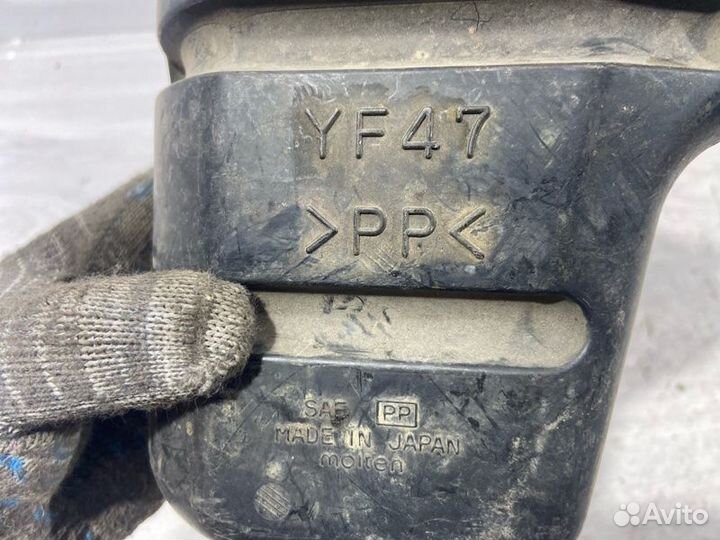 YF47
>PP<
SAE PP
MADE IN JAPAN
molten
Avito